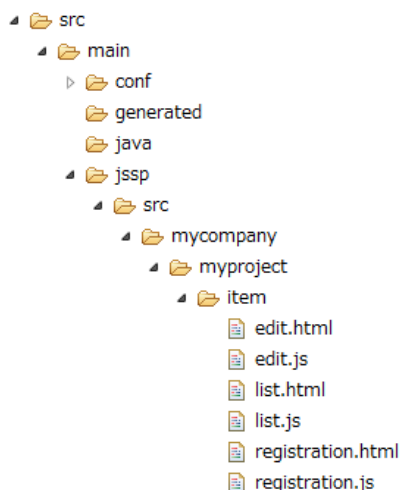 src
main
conf
generated
java
jssp
src
mycompany
myproject
item
edit.html
edit.js
list.html
list.js
registration.html
registration.js